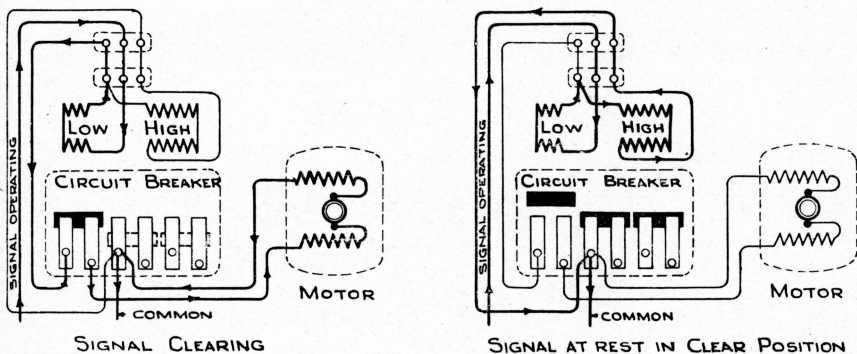 LOW HIGH
SIGNAL OPERATING
CIRCUIT BREAKER
MOTOR
COMMON
SIGNAL CLEARING
LOW HIGH
SIGNAL OPERATING
CIRCUIT BREAKER
MOTOR
COMMON
SIGNAL AT REST IN CLEAR POSITION